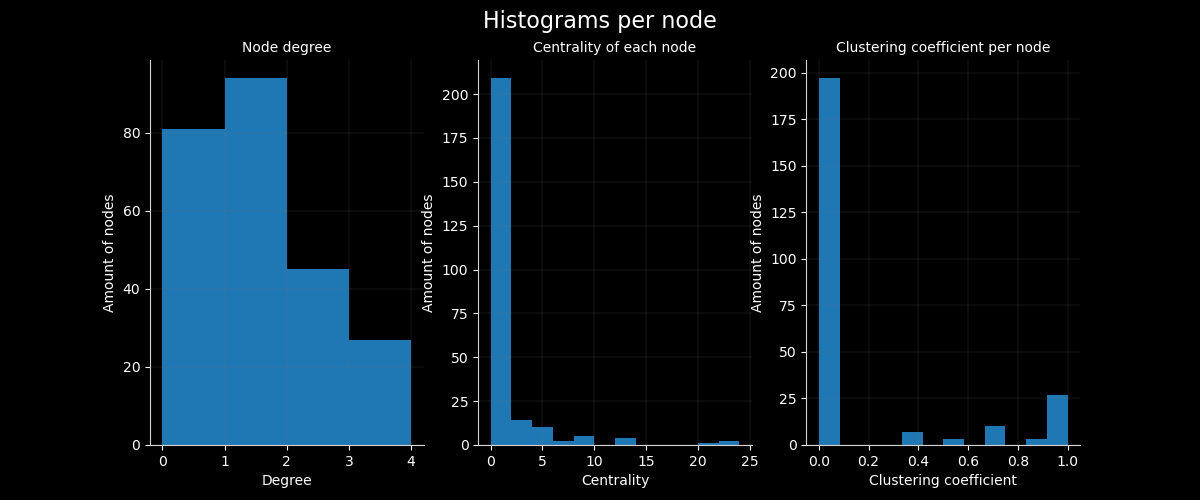 Histograms per node
Node degree
Amount of nodes
80
60
40
20
0
0 1 2 3 4
Degree
Centrality of each node
Amount of nodes
200
175
150
125
100
75
50
25
0
0 5 10 15 20 25
Centrality
Clustering coefficient per node
Amount of nodes
200
175
150
125
100
75
50
25
0
0.0 0.2 0.4 0.6 0.8 1.0
Clustering coefficient